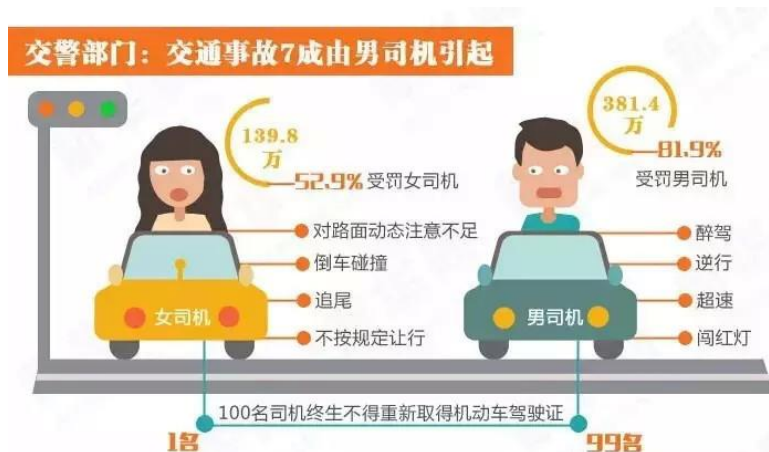 交警部门：交通事故7成由男司机引起
139.8
万
52.9% 受罚女司机
对路面动态注意不足
倒车碰撞
追尾
不按规定让行
女司机
381.4
万
81.9%
受罚男司机
醉驾
逆行
超速
闯红灯
男司机
100名司机终生不得重新取得机动车驾驶证
1名
99名